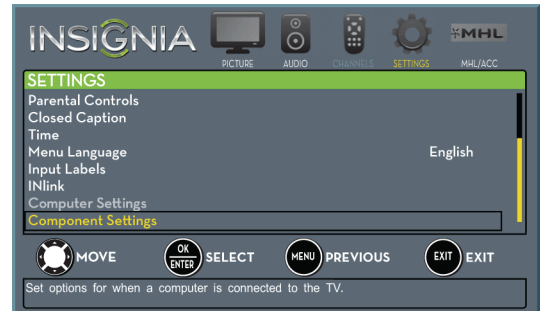 INSIGNIA
PICTURE AUDIO CHANNELS SETTINGS MHL MHL/ACC
SETTINGS
Parental Controls
Closed Caption
Time
Menu Language English
Input Labels
INlink
Computer Settings
Component Settings
MOVE OK ENTER SELECT MENU PREVIOUS EXIT EXIT
Set options for when a computer is connected to the TV.